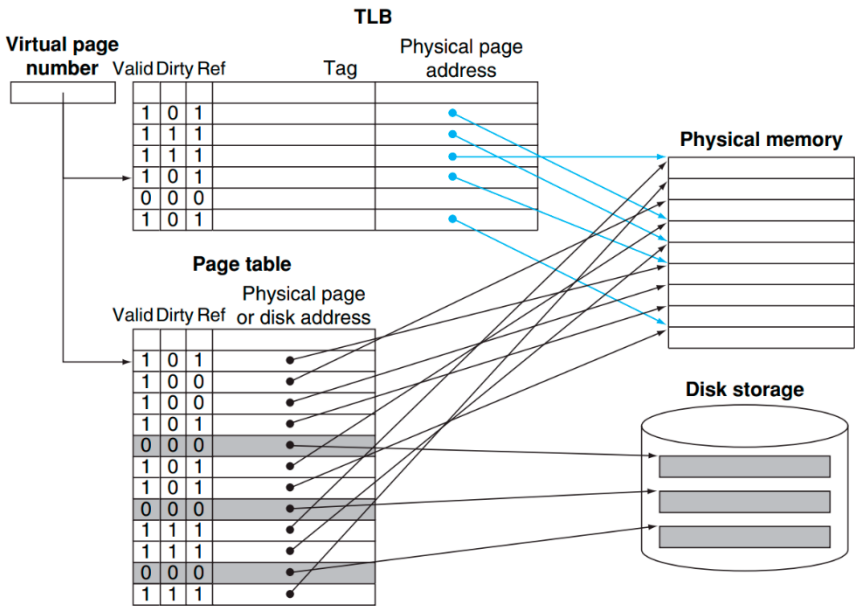 TLB
Virtual page
number
Valid Dirty Ref
Tag
Physical page
address
1 0 1
1 1 1
1 1 1
1 0 1
0 0 0
1 0 1
Physical memory
Page table
Valid Dirty Ref
Physical page
or disk address
1 0 1
1 0 0
1 0 0
1 0 1
0 0 0
1 0 1
1 0 1
0 0 0
1 1 1
1 1 1
0 0 0
1 1 1
Disk storage